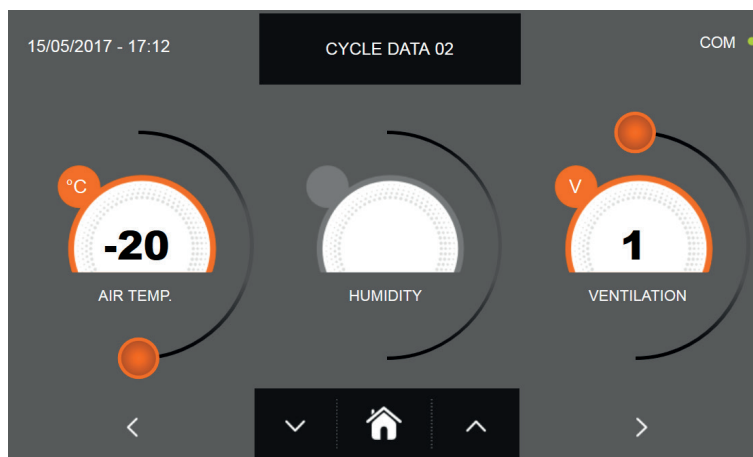 15/05/2017 - 17:12
CYCLE DATA 02
COM
°C
V
-20
1
AIR TEMP.
HUMIDITY
VENTILATION